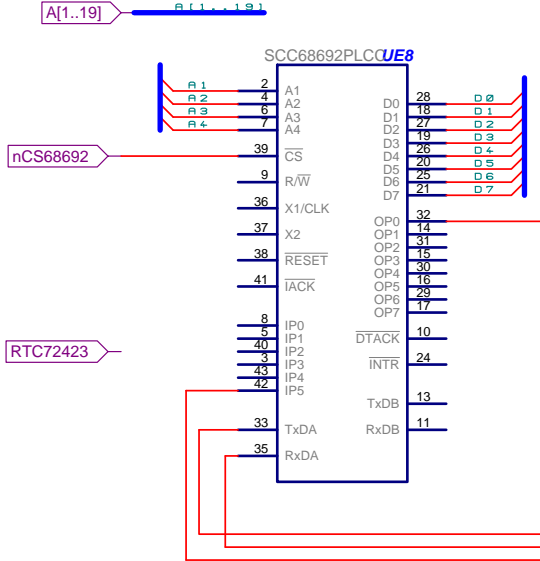 A[1..19] A[1..19]
SCC68692PLCC UE8
A1 2 A1
A2 4 A2
A3 6 A3
A4 7 A4
nCS68692 39 CS
9 R/W
36 X1/CLK
37 X2
38 RESET
41 IACK
8 IP0
5 IP1
40 IP2
3 IP3
43 IP4
42 IP5
RTC72423
33 TxDA
35 RxDA
D0 28 D0
D1 18 D1
D2 27 D2
D3 19 D3
D4 26 D4
D5 20 D5
D6 25 D6
D7 21 D7
OP0 32
OP1 14
OP2 31
OP3 15
OP4 30
OP5 16
OP6 29
OP7 17
DTACK 10
INTR 24
TxDB 13
RxDB 11